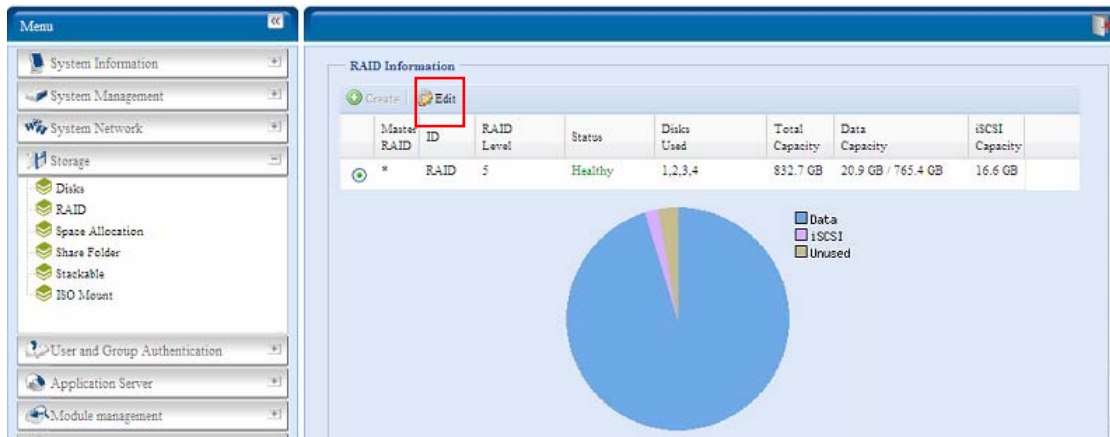 Menu
System Information
System Management
System Network
Storage
Disks
RAID
Space Allocation
Share Folder
Stackable
ISO Mount
User and Group Authentication
Application Server
Module management
RAID Information
Create Edit
Master RAID ID RAID Level Status Disks Used Total Capacity Data Capacity iSCSI Capacity
* RAID 5 Healthy 1,2,3,4 832.7 GB 20.9 GB / 765.4 GB 16.6 GB
Data
iSCSI
Unused